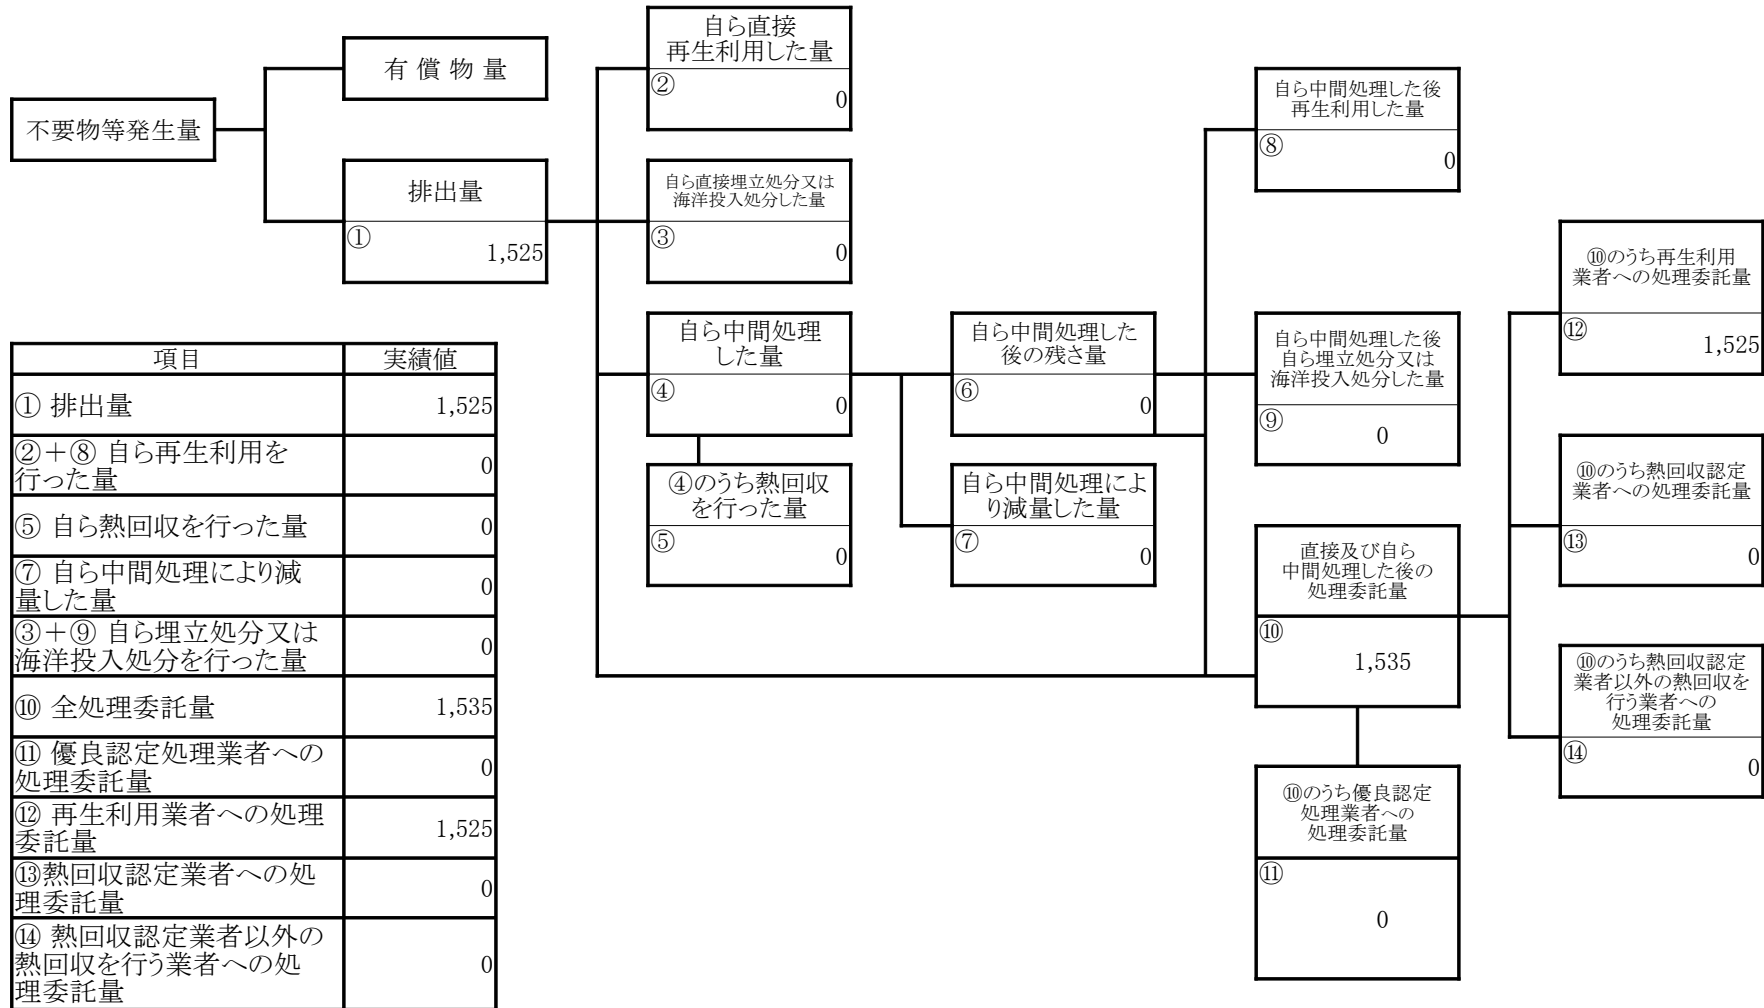 不要物等発生量
有 償 物 量
排出量
①
1,525
自ら直接
再生利用した量
②
0
自ら直接埋立処分又は
海洋投入処分した量
③
0
自ら中間処理
した量
④
0
④のうち熱回収
を行った量
⑤
0
自ら中間処理した
後の残さ量
⑥
0
自ら中間処理によ
り減量した量
⑦
0
自ら中間処理した後
再生利用した量
⑧
0
自ら中間処理した後
自ら埋立処分又は
海洋投入処分した量
⑨
0
直接及び自ら
中間処理した後の
処理委託量
⑩
1,535
⑩のうち優良認定
処理業者への
処理委託量
⑪
0
⑩のうち再生利用
業者への処理委託量
⑫
1,525
⑩のうち熱回収認定
業者への処理委託量
⑬
0
⑩のうち熱回収認定
業者以外の熱回収を
行う業者への
処理委託量
⑭
0
項目 実績値
① 排出量 1,525
②＋⑧ 自ら再生利用を
行った量 0
⑤ 自ら熱回収を行った量 0
⑦ 自ら中間処理により減
量した量 0
③＋⑨ 自ら埋立処分又は
海洋投入処分を行った量 0
⑩ 全処理委託量 1,535
⑪ 優良認定処理業者への
処理委託量 0
⑫ 再生利用業者への処理
委託量 1,525
⑬熱回収認定業者への処
理委託量 0
⑭ 熱回収認定業者以外の
熱回収を行う業者への処
理委託量 0